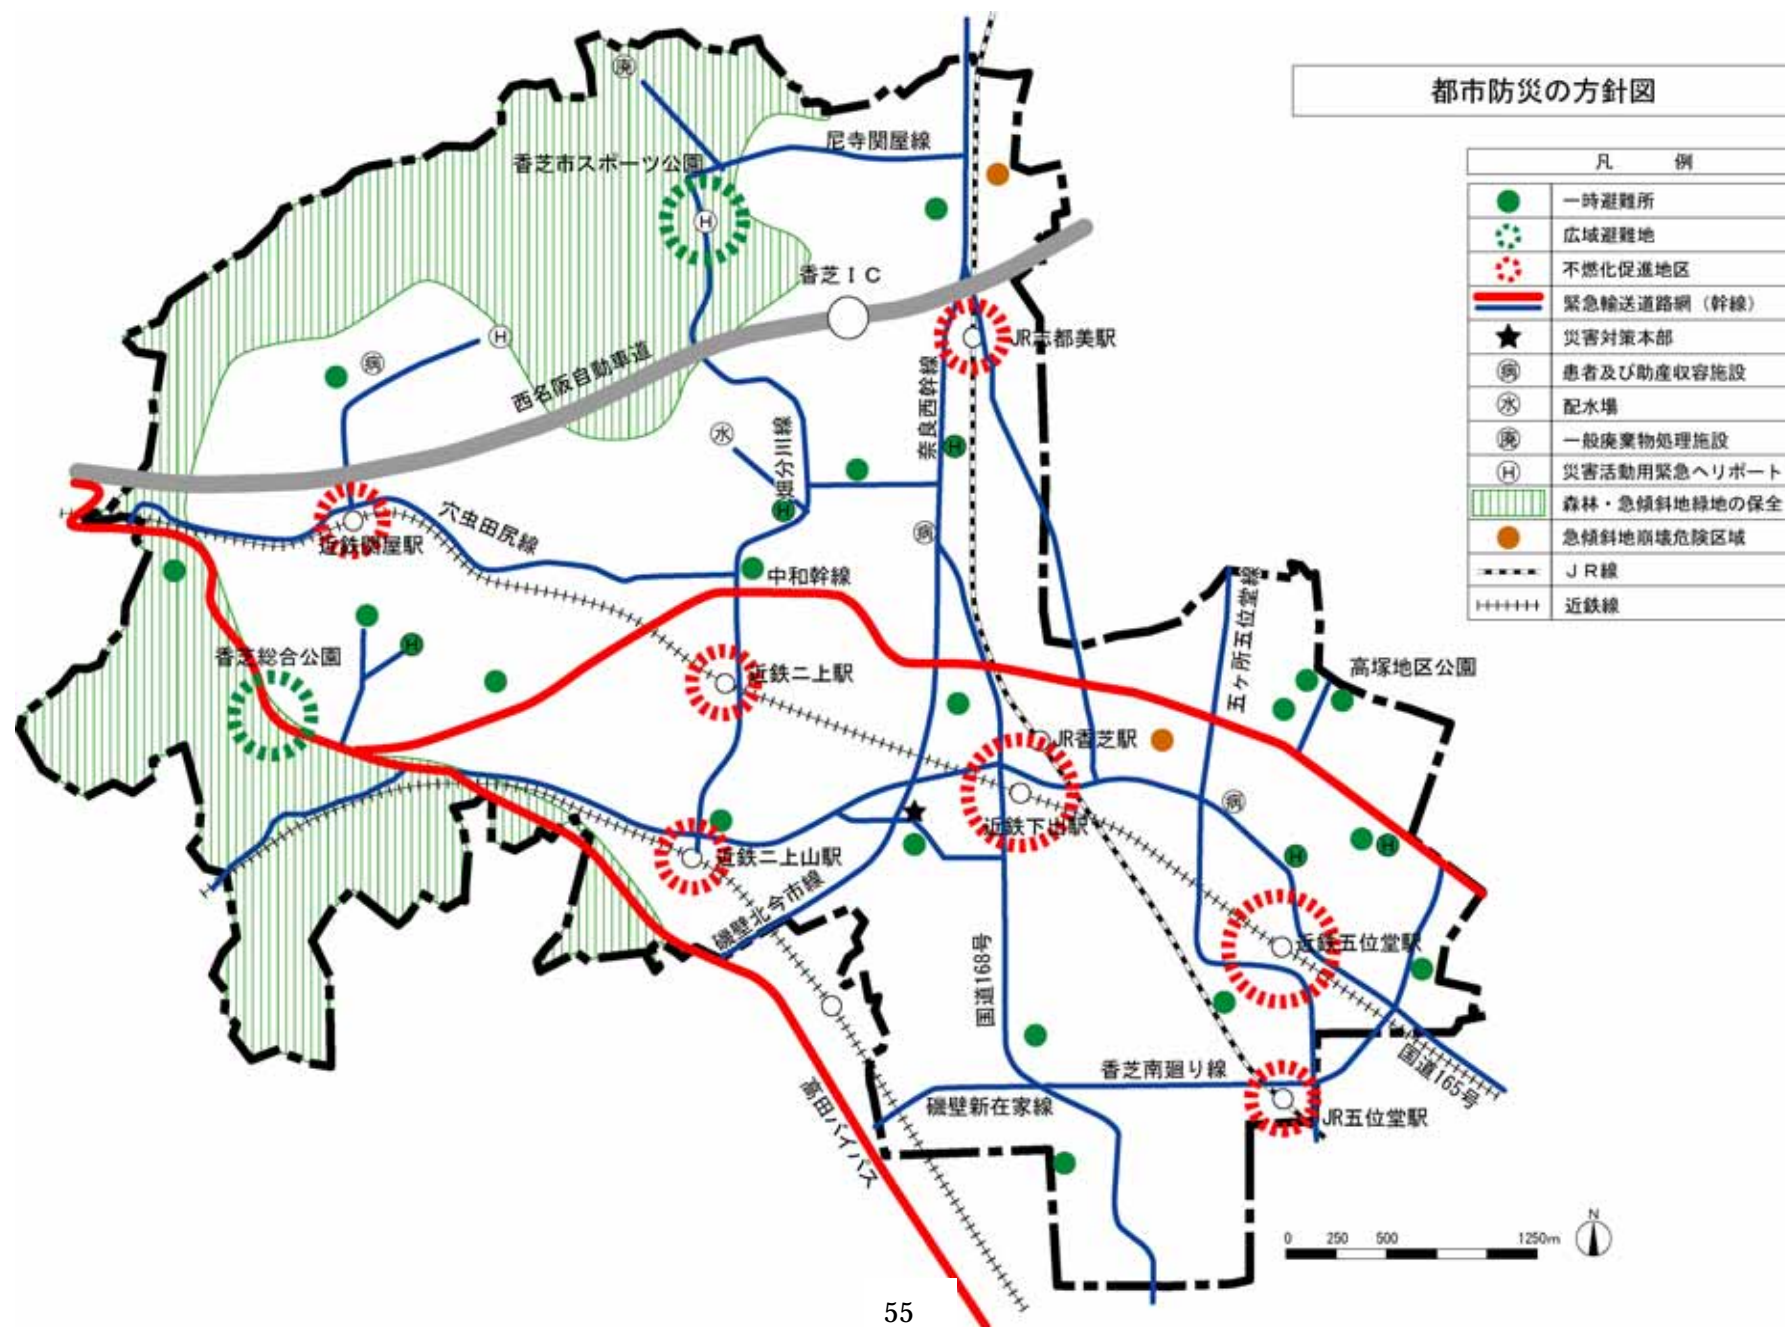 都市防災の方針図
凡 例
一時避難所
広域避難地
不燃化促進地区
緊急輸送道路網（幹線）
災害対策本部
病 患者及び助産収容施設
水 配水場
廃 一般廃棄物処理施設
H 災害活動用緊急ヘリポート
森林・急傾斜地緑地の保全
急傾斜地崩壊危険区域
ＪＲ線
近鉄線
廃
尼寺関屋線
香芝市スポーツ公園
H
香芝ＩＣ
H
JR志都美駅
病
西名阪自動車道
奈良西幹線
水
畑分川線
H
H
穴虫田尻線
近鉄関屋駅
病
中和幹線
五ヶ所五位堂線
H
香芝総合公園
高塚地区公園
近鉄二上駅
JR香芝駅
病
近鉄下田駅
近鉄二上山駅
H
H
磯壁北今市線
近鉄五位堂駅
国道168号
国道165号
香芝南廻り線
磯壁新在家線
JR五位堂駅
高田バイパス
N
0 250 500 1250m
55